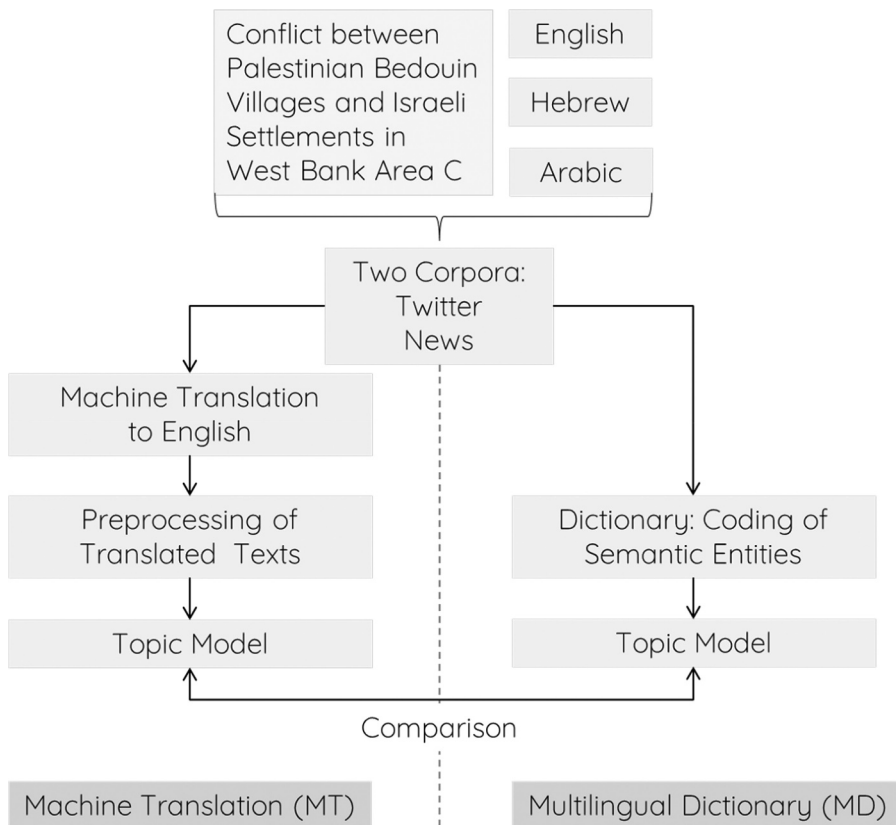 Conflict between
Palestinian Bedouin
Villages and Israeli
Settlements in
West Bank Area C
English
Hebrew
Arabic
Two Corpora:
Twitter
News
Machine Translation
to English
Preprocessing of
Translated Texts
Topic Model
Dictionary: Coding of
Semantic Entities
Topic Model
Comparison
Machine Translation (MT)
Multilingual Dictionary (MD)